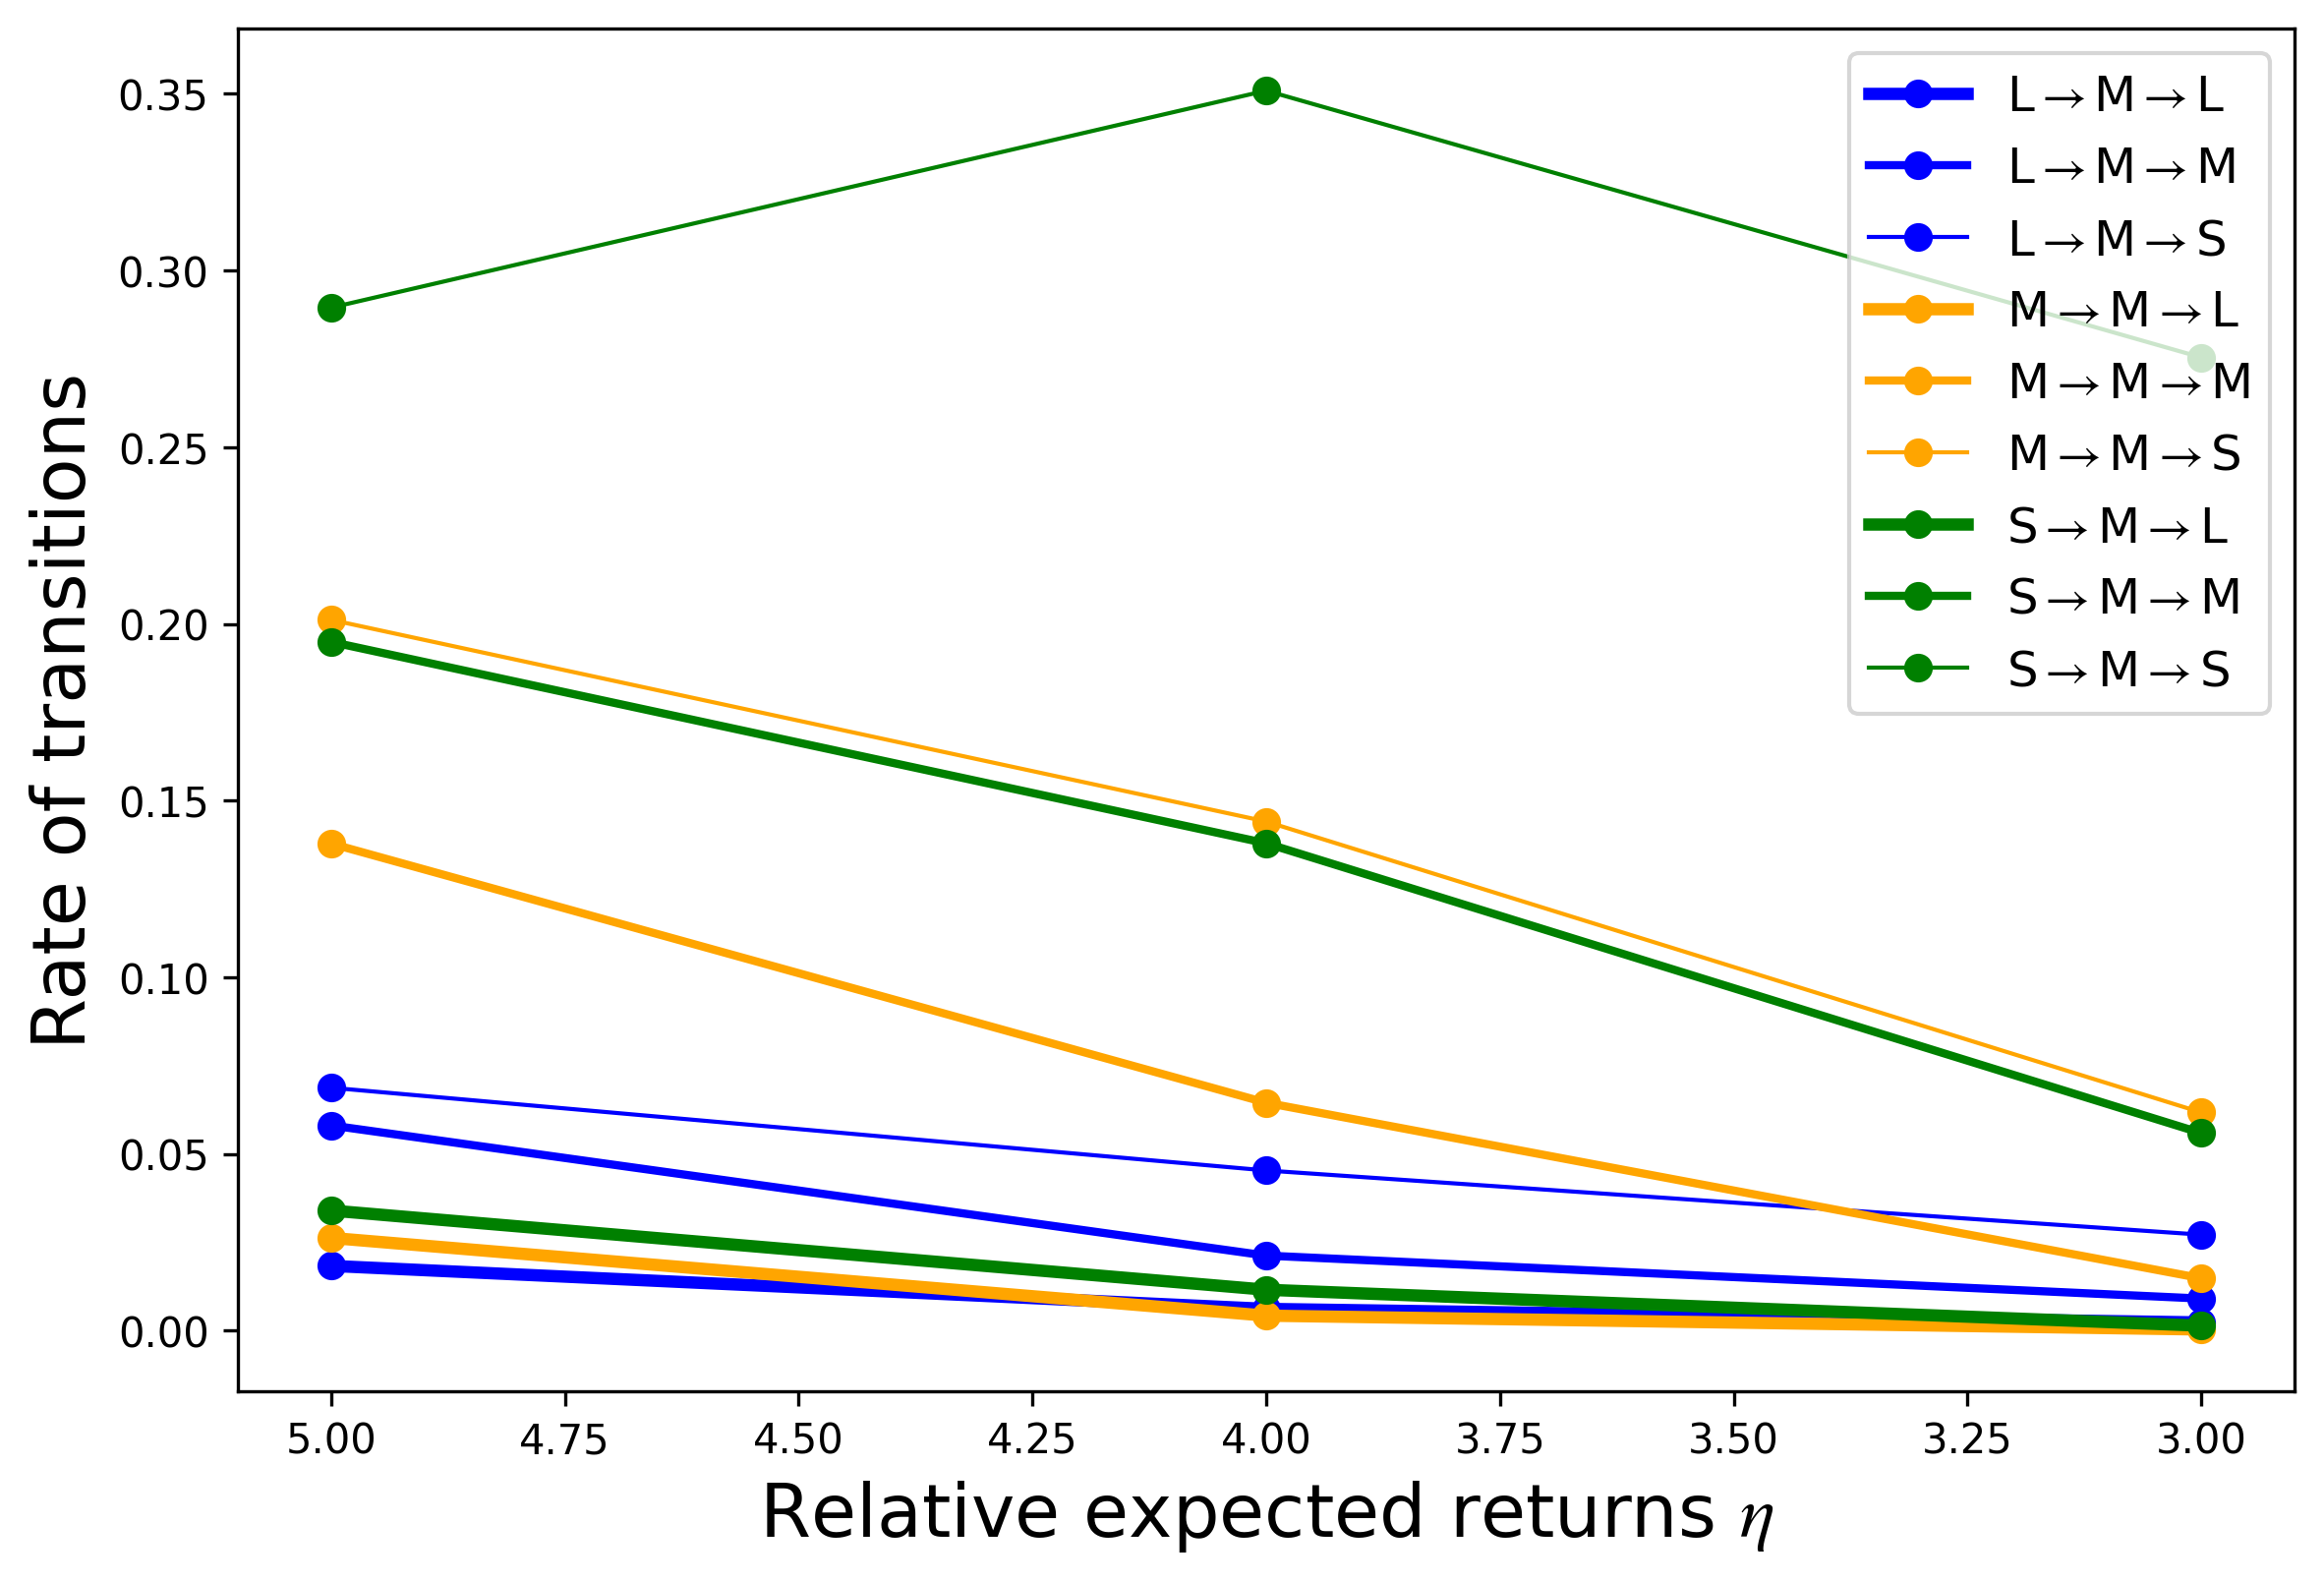 Rate of transitions
0.35
0.30
0.25
0.20
0.15
0.10
0.05
0.00
L→M→L
L→M→M
L→M→S
M→M→L
M→M→M
M→M→S
S→M→L
S→M→M
S→M→S
5.00 4.75 4.50 4.25 4.00 3.75 3.50 3.25 3.00
Relative expected returns η